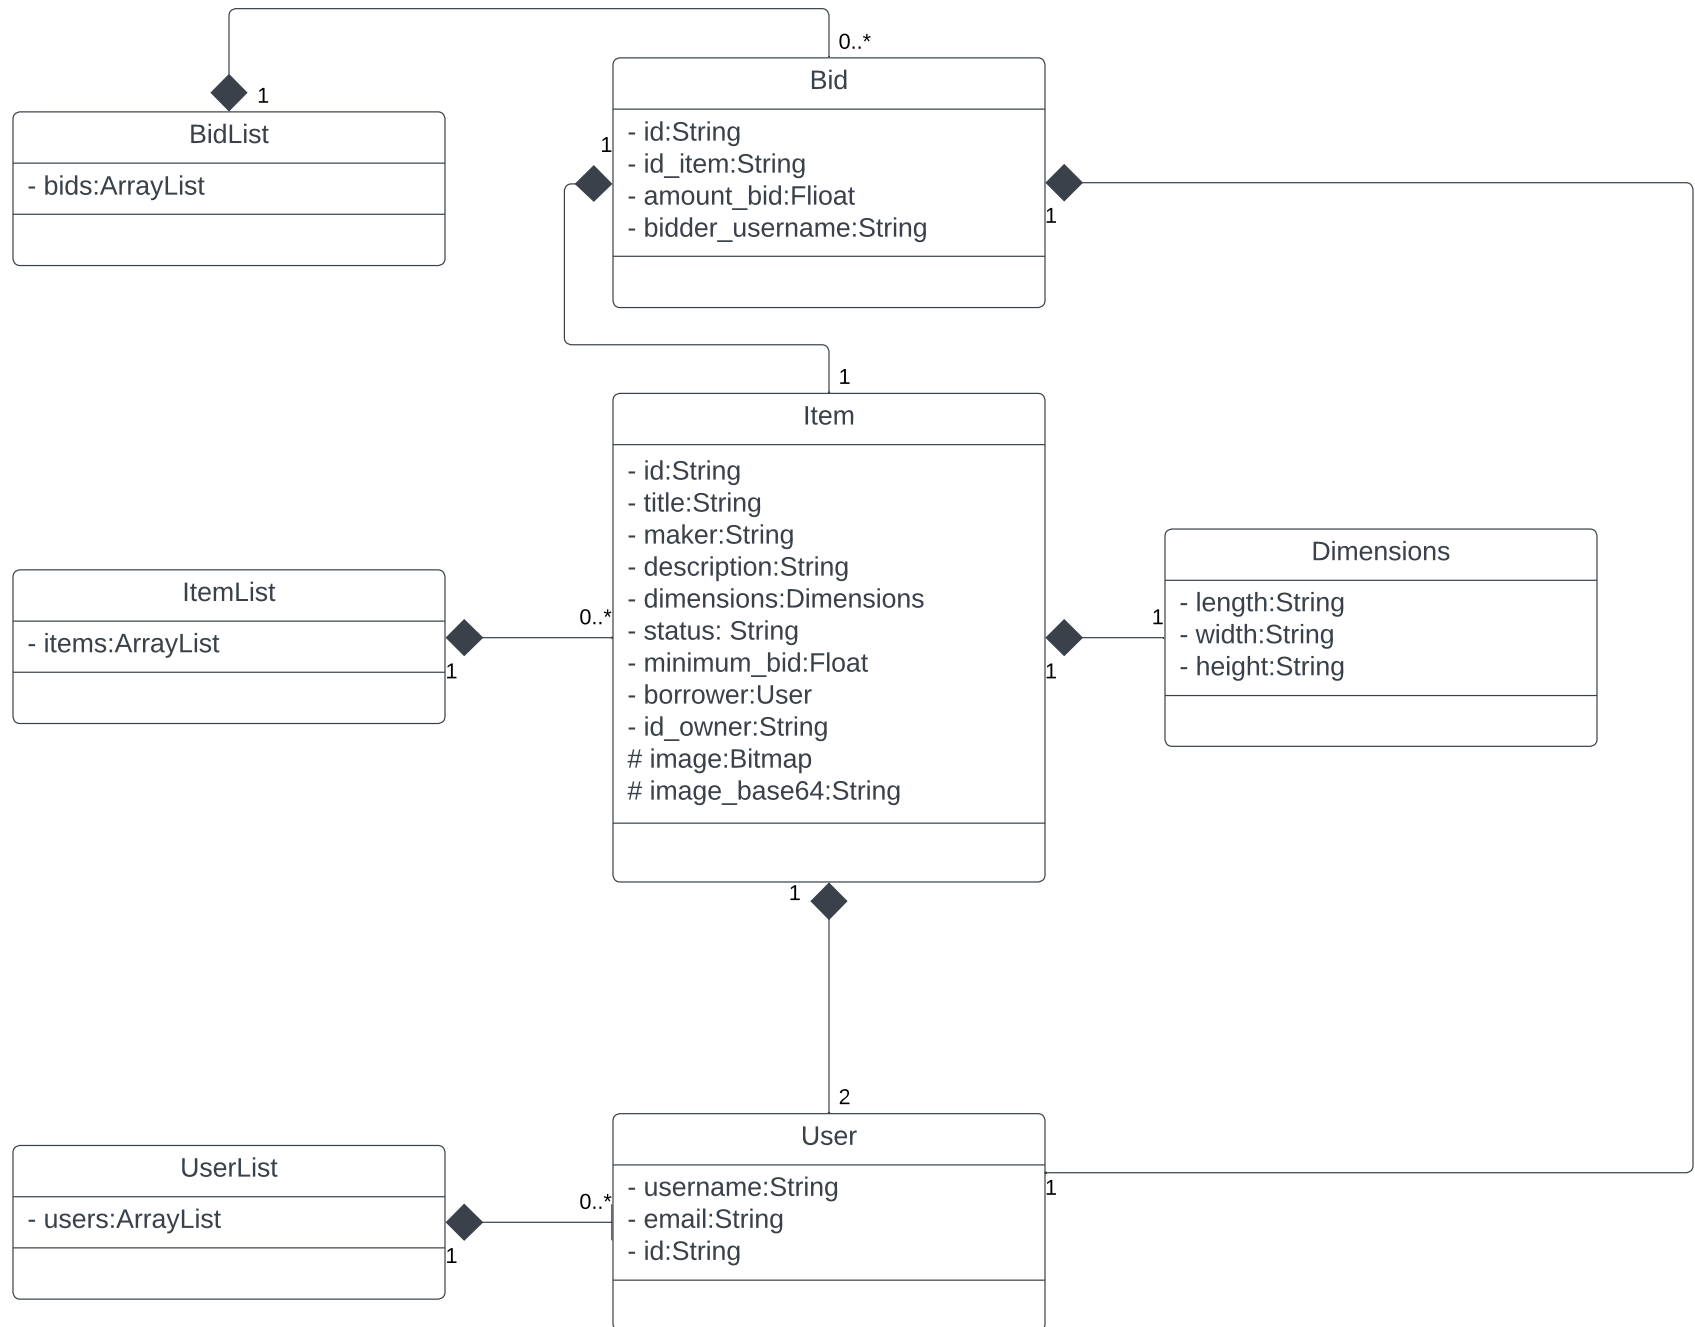 0..*
Bid
1
BidList
- id:String
1
- id_item:String
- bids:ArrayList
- amount_bid:Flioat
1
- bidder_username:String
1
Item
- id:String
- title:String
- maker:String
- description:String
- dimensions:Dimensions
- status: String
- minimum_bid:Float
- borrower:User
- id_owner:String
# image:Bitmap
# image_base64:String
Dimensions
- length:String
- width:String
- height:String
ItemList
- items:ArrayList
0..*
1
1
1
1
2
User
- username:String
- email:String
- id:String
1
UserList
- users:ArrayList
0..*
1